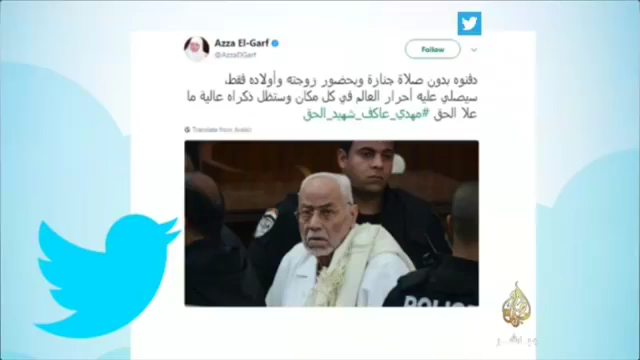 Azza El-Garf
@AzzaElGarf
Follow
دفنوه بدون صلاة جنازة وبحضور زوجته وأولاده فقط،
سيصلي عليه أحرار العالم في كل مكان وستظل ذكراه عالية ما
علا الحق #مهدي_عاكف_شهيد_الحق
Translate from Arabic
POLICE